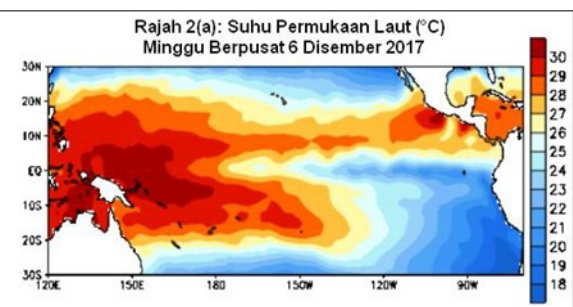 Rajah 2(a): Suhu Permukaan Laut (°C)
Minggu Berpusat 6 Disember 2017
30N
20N
10N
EQ
10S
20S
30S
120E 150E 180 150W 120W 90W
30
29
28
27
26
25
24
23
22
21
20
19
18